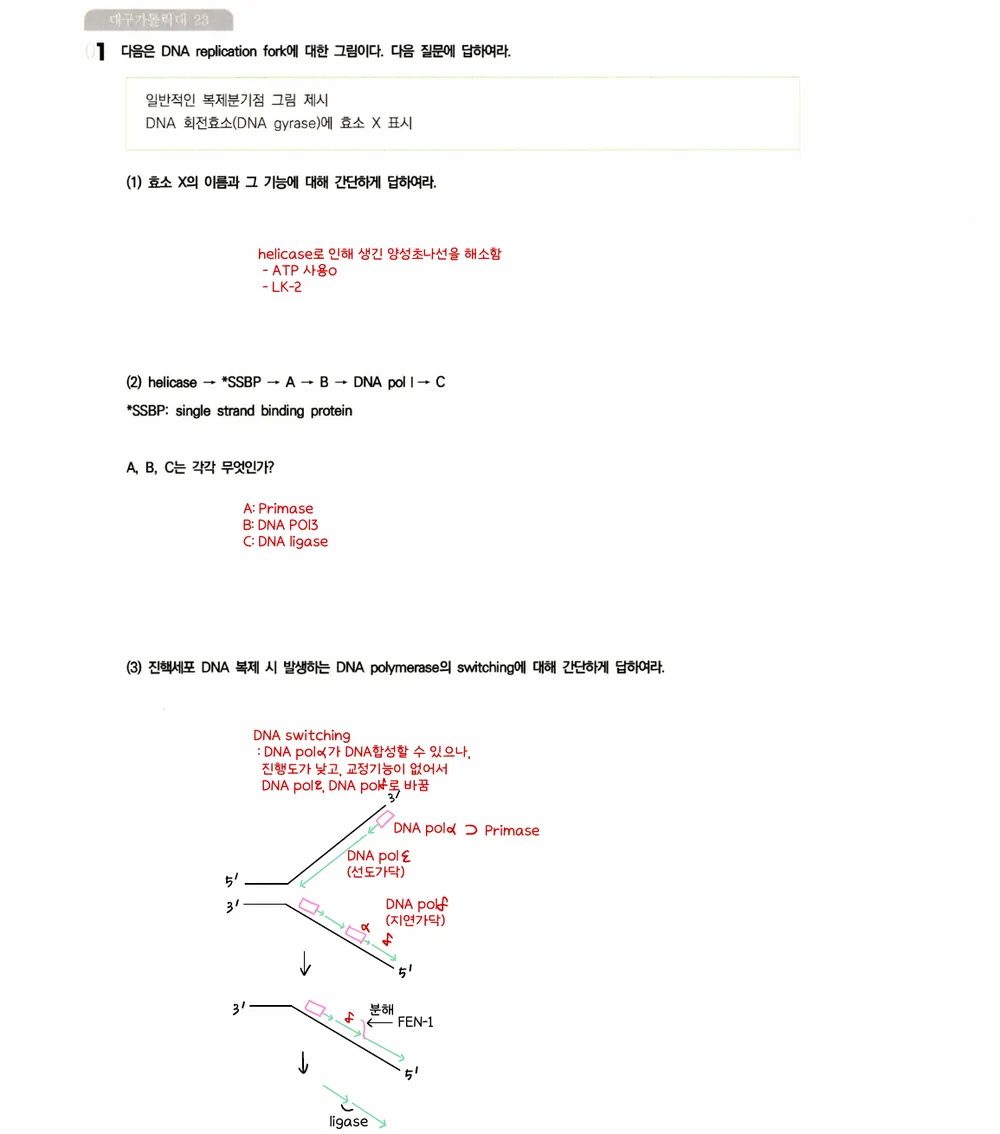 대구가톨릭대 23
01 다음은 DNA replication fork에 대한 그림이다. 다음 질문에 답하여라.
일반적인 복제분기점 그림 제시
DNA 회전효소(DNA gyrase)에 효소 X 표시
(1) 효소 X의 이름과 그 기능에 대해 간단하게 답하여라.
helicase로 인해 생긴 양성초나선을 해소함
- ATP 사용o
- LK-2
(2) helicase → *SSBP → A → B → DNA pol I → C
*SSBP: single strand binding protein
A, B, C는 각각 무엇인가?
A: Primase
B: DNA POl3
C: DNA ligase
(3) 진핵세포 DNA 복제 시 발생하는 DNA polymerase의 switching에 대해 간단하게 답하여라.
DNA switching
: DNA polα가 DNA합성할 수 있으나,
진행도가 낮고, 교정기능이 없어서
DNA polε, DNA polδ로 바꿈
3'
DNA polα ⊃ Primase
DNA pol ε
(선도가닥)
5'
3'
DNA polδ
(지연가닥)
α
δ
5'
3'
δ
분해
← FEN-1
5'
ligase